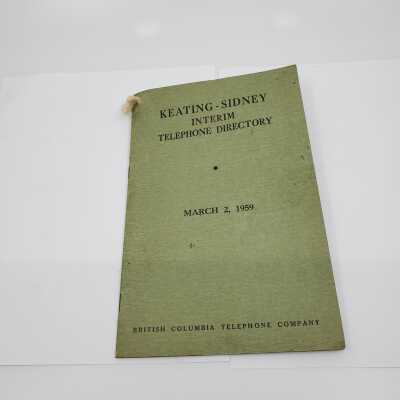 KEATING - SIDNEY
INTERIM
TELEPHONE DIRECTORY
MARCH 2, 1959
BRITISH COLUMBIA TELEPHONE COMPANY